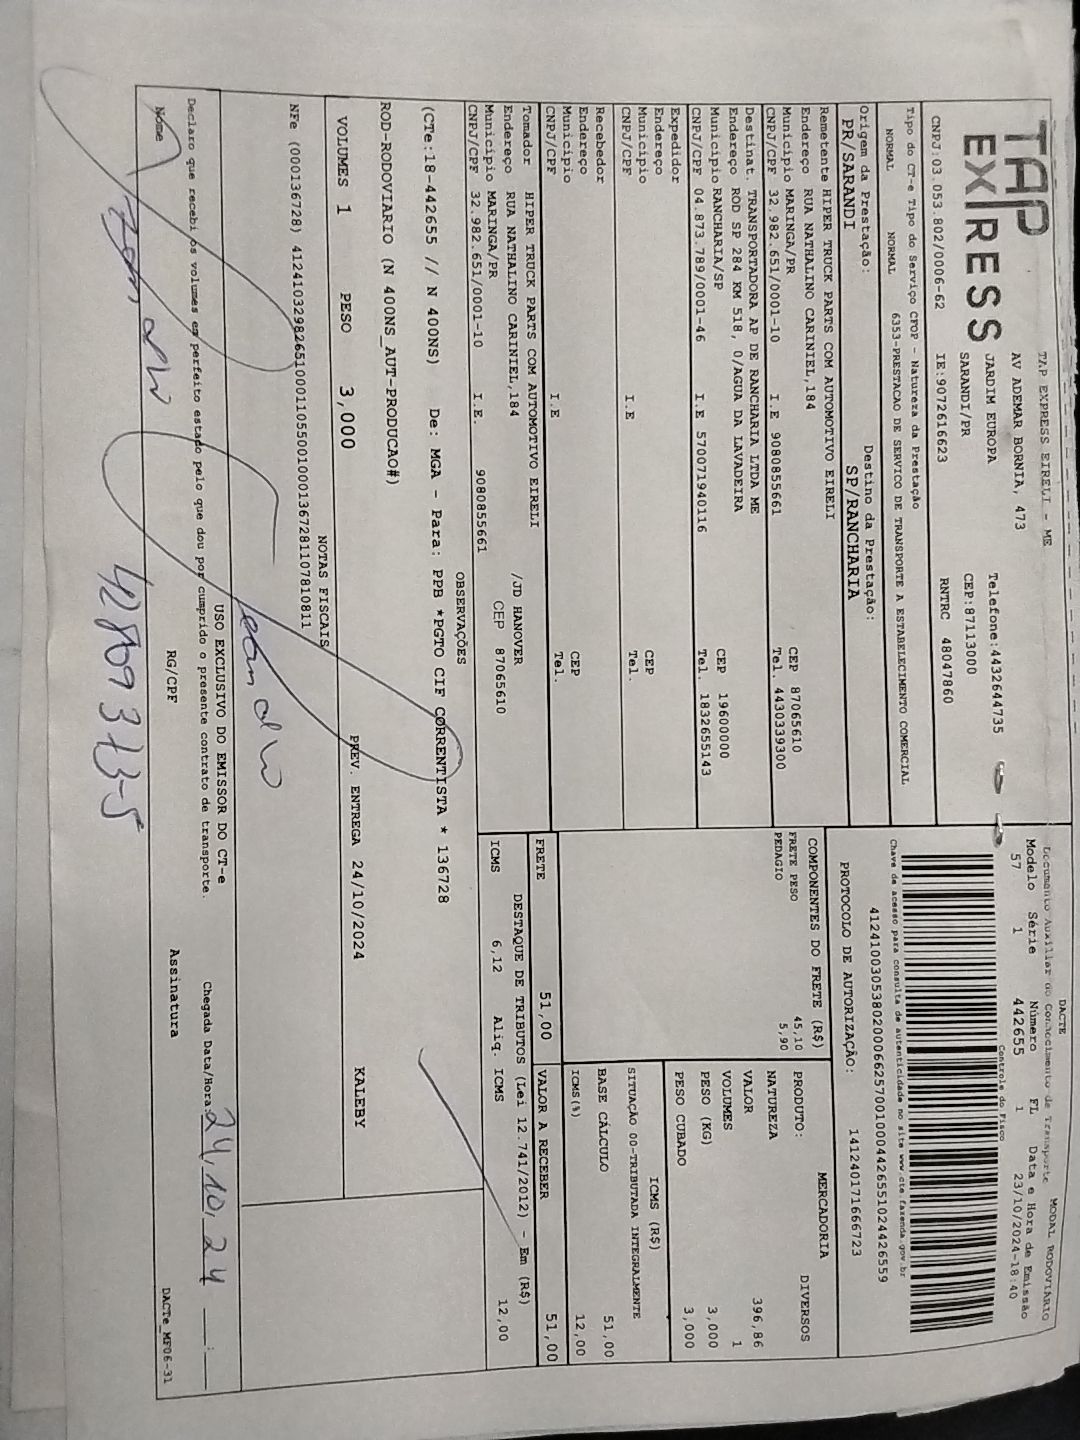 TAP
EXPRESS
TAP EXPRESS EIRELI - ME
AV ADEMAR BORNIA, 473
JARDIM EUROPA Telefone:4432644735
SARANDI/PR CEP:87113000
CNPJ:03.053.802/0006-62 IE:9072616623 RNTRC 48047860
DACTE MODAL RODOVIÁRIO
Documento Auxiliar do Conhecimento de Transporte
Modelo Série Número FL Data e Hora de Emissão
57 1 442655 1 23/10/2024-18:40
Controle do Fisco
Chave de acesso para consulta de autenticidade no site www.cte.fazenda.gov.br
41241003053802000662570010004426551024426559
PROTOCOLO DE AUTORIZAÇÃO: 141240171666723
Tipo do CT-e Tipo do Serviço CFOP - Natureza da Prestação
NORMAL NORMAL 6353-PRESTACAO DE SERVICO DE TRANSPORTE A ESTABELECIMENTO COMERCIAL
Origem da Prestação: Destino da Prestação:
PR/SARANDI SP/RANCHARIA
Remetente HIPER TRUCK PARTS COM AUTOMOTIVO EIRELI
Endereço RUA NATHALINO CARINIEL,184
Município MARINGA/PR CEP 87065610
CNPJ/CPF 32.982.651/0001-10 I.E 9080855661 Tel. 4430339300
Destinat. TRANSPORTADORA AP DE RANCHARIA LTDA ME
Endereço ROD SP 284 KM 518, 0/AGUA DA LAVADEIRA
Município RANCHARIA/SP CEP 19600000
CNPJ/CPF 04.873.789/0001-46 I.E 570071940116 Tel. 1832655143
Expedidor
Endereço
Município CEP
CNPJ/CPF I.E Tel.
Recebedor
Endereço
Município CEP
CNPJ/CPF I.E Tel.
Tomador HIPER TRUCK PARTS COM AUTOMOTIVO EIRELI
Endereço RUA NATHALINO CARINIEL,184 /JD HANOVER
Município MARINGA/PR CEP 87065610
CNPJ/CPF 32.982.651/0001-10 I.E. 9080855661
COMPONENTES DO FRETE (R$)
FRETE PESO 45,10
PEDAGIO 5,90
FRETE 51,00
MERCADORIA
PRODUTO: DIVERSOS
NATUREZA
VALOR 396,86
VOLUMES 1
PESO (KG) 3,000
PESO CUBADO 3,000
ICMS (R$)
SITUAÇÃO 00-TRIBUTADA INTEGRALMENTE
BASE CÁLCULO 51,00
ICMS(%) 12,00
VALOR A RECEBER 51,00
DESTAQUE DE TRIBUTOS (Lei 12.741/2012) - Em (R$)
ICMS 6,12 Aliq. ICMS 12,00
OBSERVAÇÕES
(CTe:18-442655 // N 400NS) De: MGA - Para: PPB *PGTO CIF CORRENTISTA * 136728
ROD-RODOVIARIO (N 400NS_AUT-PRODUCAO#)
VOLUMES 1 PESO 3,000 PREV. ENTREGA 24/10/2024 KALEBY
NOTAS FISCAIS
NFe (000136728) 41241032982651000110550010001367281107810811
USO EXCLUSIVO DO EMISSOR DO CT-e
Declaro que recebi os volumes em perfeito estado pelo que dou por cumprido o presente contrato de transporte. Chegada Data/Hora: 24,10,24 __:__
Nome RG/CPF Assinatura DACTe_MF06-31